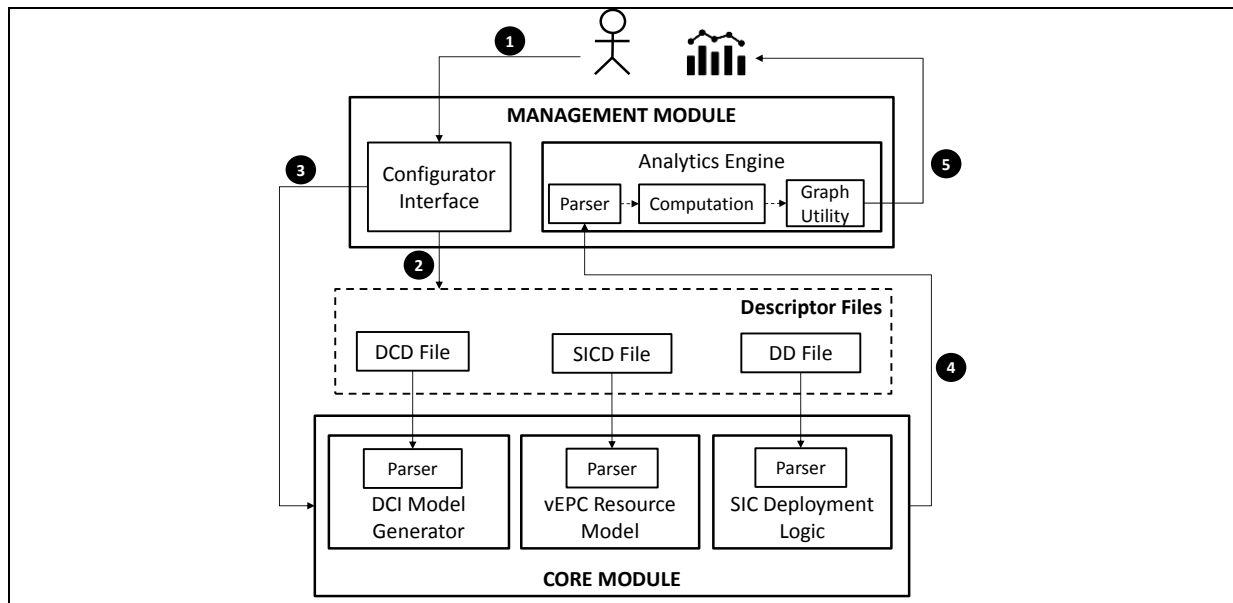 1
MANAGEMENT MODULE
3
Configurator
Interface
Analytics Engine
Parser
Computation
Graph
Utility
5
2
Descriptor Files
DCD File
SICD File
DD File
4
Parser
DCI Model
Generator
Parser
vEPC Resource
Model
Parser
SIC Deployment
Logic
CORE MODULE